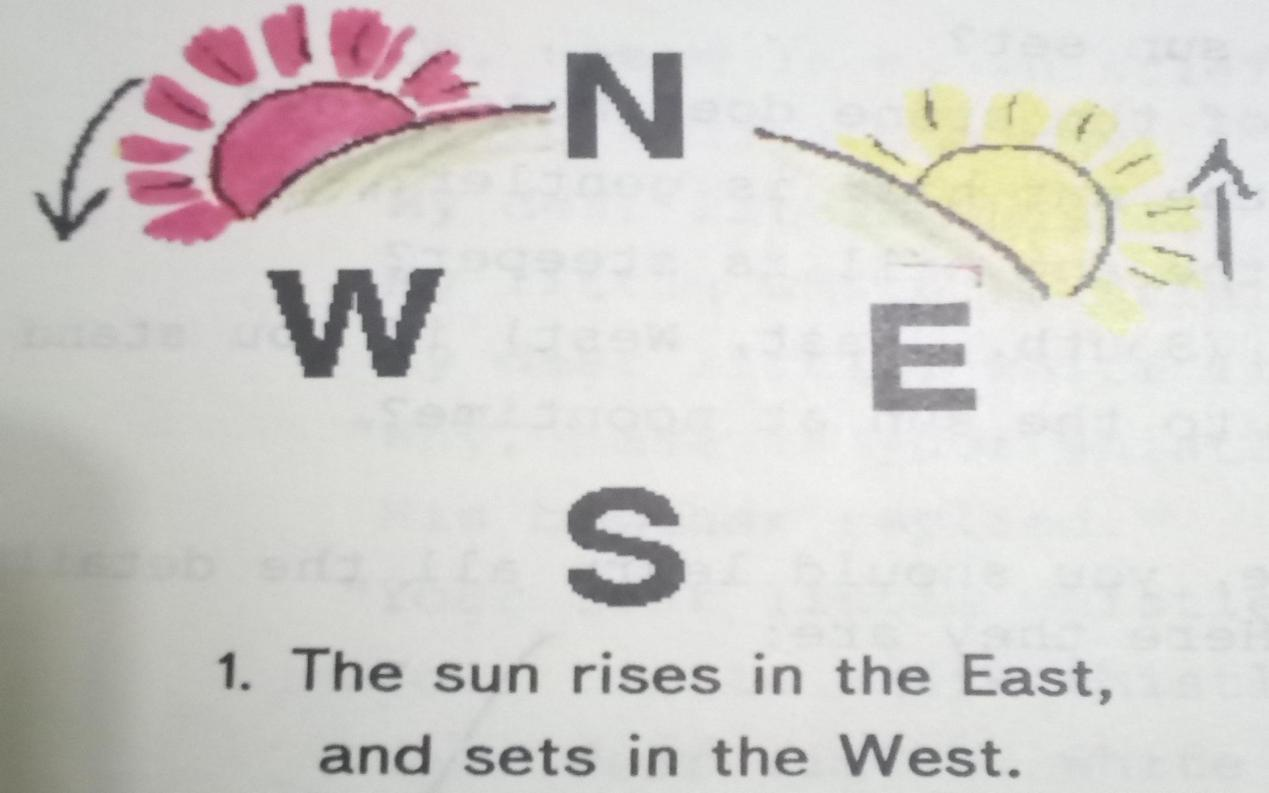 N
W
E
S
1. The sun rises in the East,
and sets in the West.